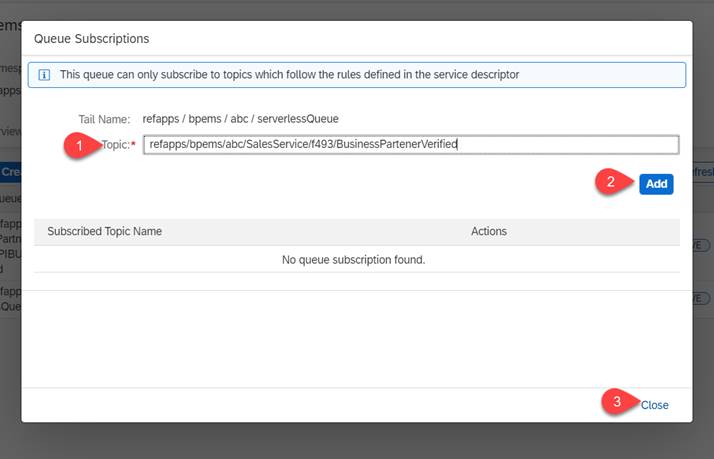 ems
Queue Subscriptions
This queue can only subscribe to topics which follow the rules defined in the service descriptor
Tail Name: refapps / bpems / abc / serverlessQueue
1 Topic:* refapps/bpems/abc/SalesService/f493/BusinessPartenerVerified
2 Add
Subscribed Topic Name Actions
No queue subscription found.
3 Close